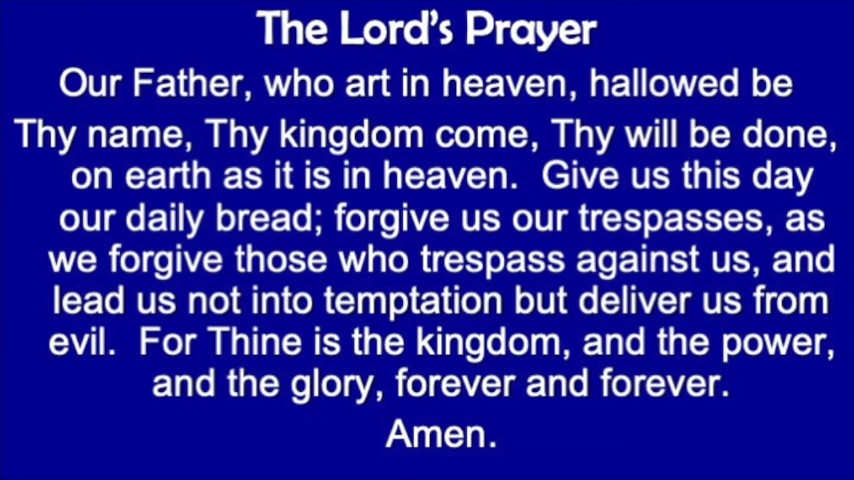 The Lord's Prayer
Our Father, who art in heaven, hallowed be
Thy name, Thy kingdom come, Thy will be done,
on earth as it is in heaven.  Give us this day
our daily bread; forgive us our trespasses, as
we forgive those who trespass against us, and
lead us not into temptation but deliver us from
evil.  For Thine is the kingdom, and the power,
and the glory, forever and forever.
Amen.